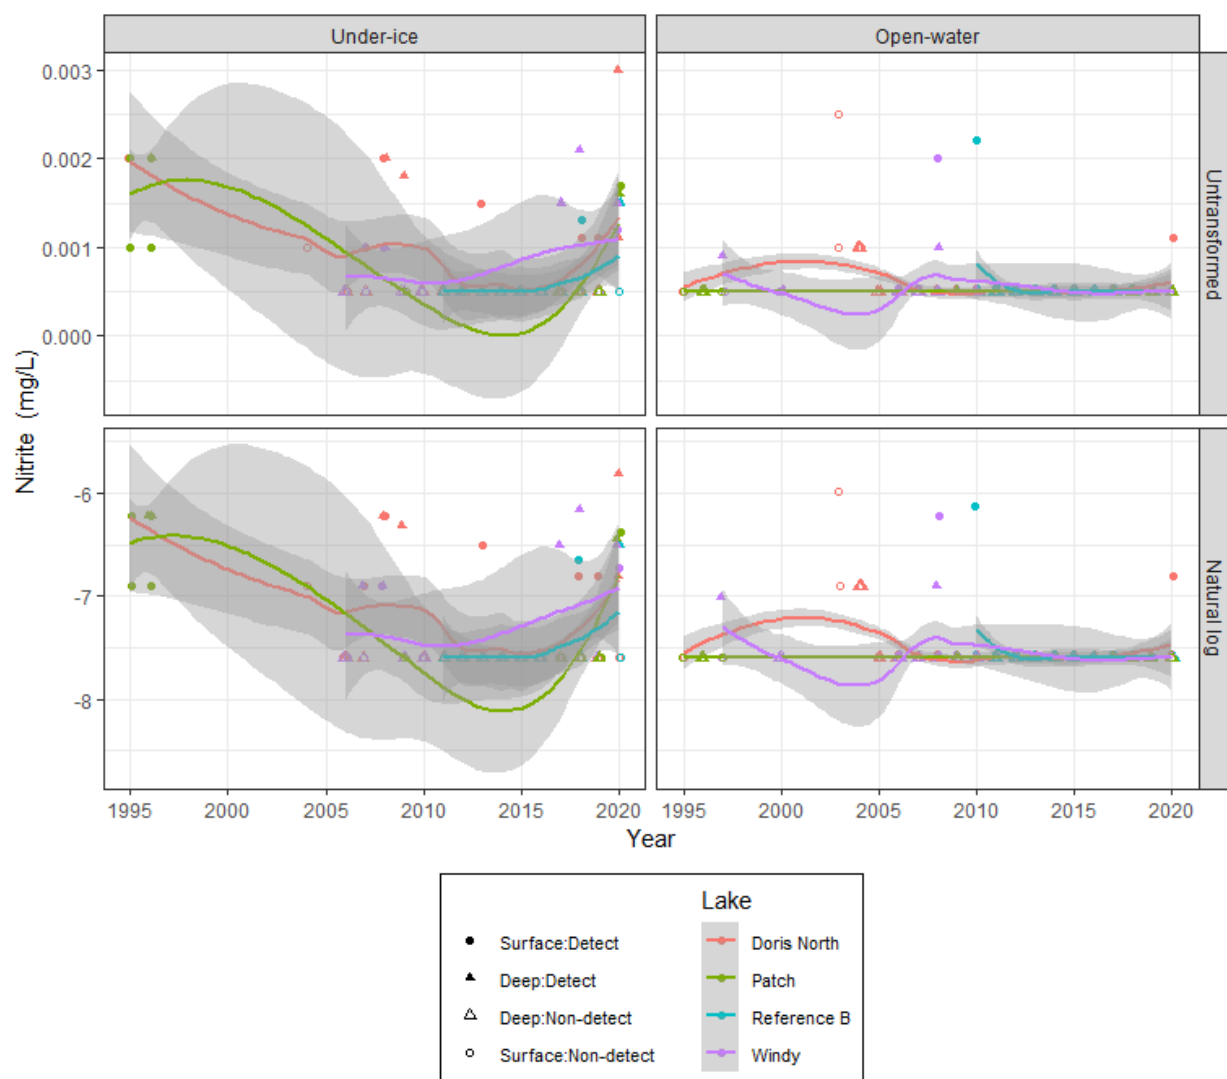 Under-ice Open-water
0.003
0.002
0.001
0.000
Untransformed
Nitrite (mg/L)
-6
-7
-8
Natural log
1995 2000 2005 2010 2015 2020 1995 2000 2005 2010 2015 2020
Year
Lake
Surface:Detect Doris North
Deep:Detect Patch
Deep:Non-detect Reference B
Surface:Non-detect Windy